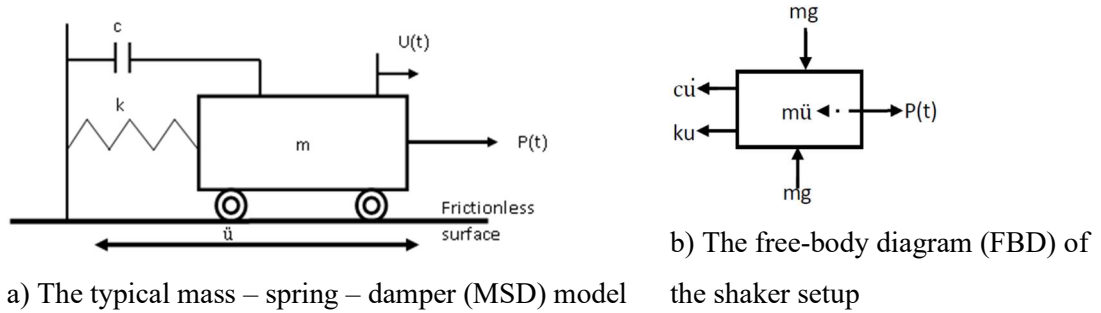 c
U(t)
k
m
P(t)
Frictionless
surface
ü
a) The typical mass – spring – damper (MSD) model
mg
cu̇
mü
P(t)
ku
mg
b) The free-body diagram (FBD) of
the shaker setup